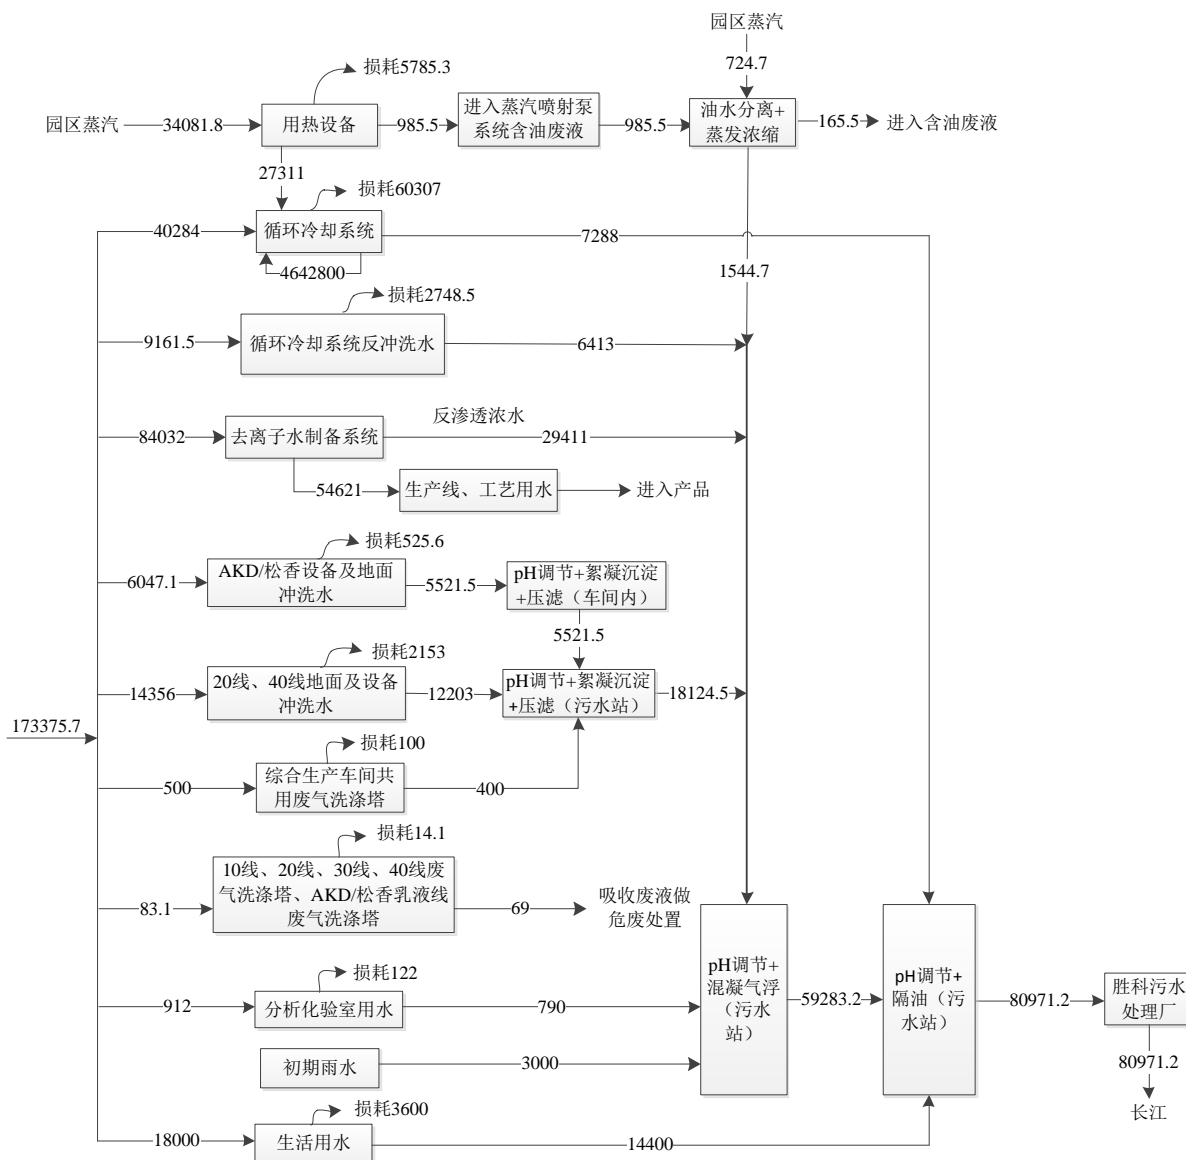 园区蒸汽
724.7
损耗5785.3
园区蒸汽
34081.8
用热设备
985.5
进入蒸汽喷射泵
系统含油废液
985.5
油水分离+
蒸发浓缩
165.5
进入含油废液
27311
损耗60307
40284
循环冷却系统
7288
4642800
1544.7
损耗2748.5
9161.5
循环冷却系统反冲洗水
6413
反渗透浓水
84032
去离子水制备系统
29411
54621
生产线、工艺用水
进入产品
损耗525.6
6047.1
AKD/松香设备及地面
冲洗水
5521.5
pH调节+絮凝沉淀
+压滤（车间内）
5521.5
损耗2153
14356
20线、40线地面及设备
冲洗水
12203
pH调节+絮凝沉淀
+压滤（污水站）
18124.5
173375.7
损耗100
500
综合生产车间共
用废气洗涤塔
400
损耗14.1
83.1
10线、20线、30线、40线废
气洗涤塔、AKD/松香乳液线
废气洗涤塔
69
吸收废液做
危废处置
损耗122
912
分析化验室用水
790
pH调节+
混凝气浮
（污水
站）
59283.2
pH调节+
隔油（污
水站）
80971.2
胜科污水
处理厂
初期雨水
3000
80971.2
长江
损耗3600
18000
生活用水
14400